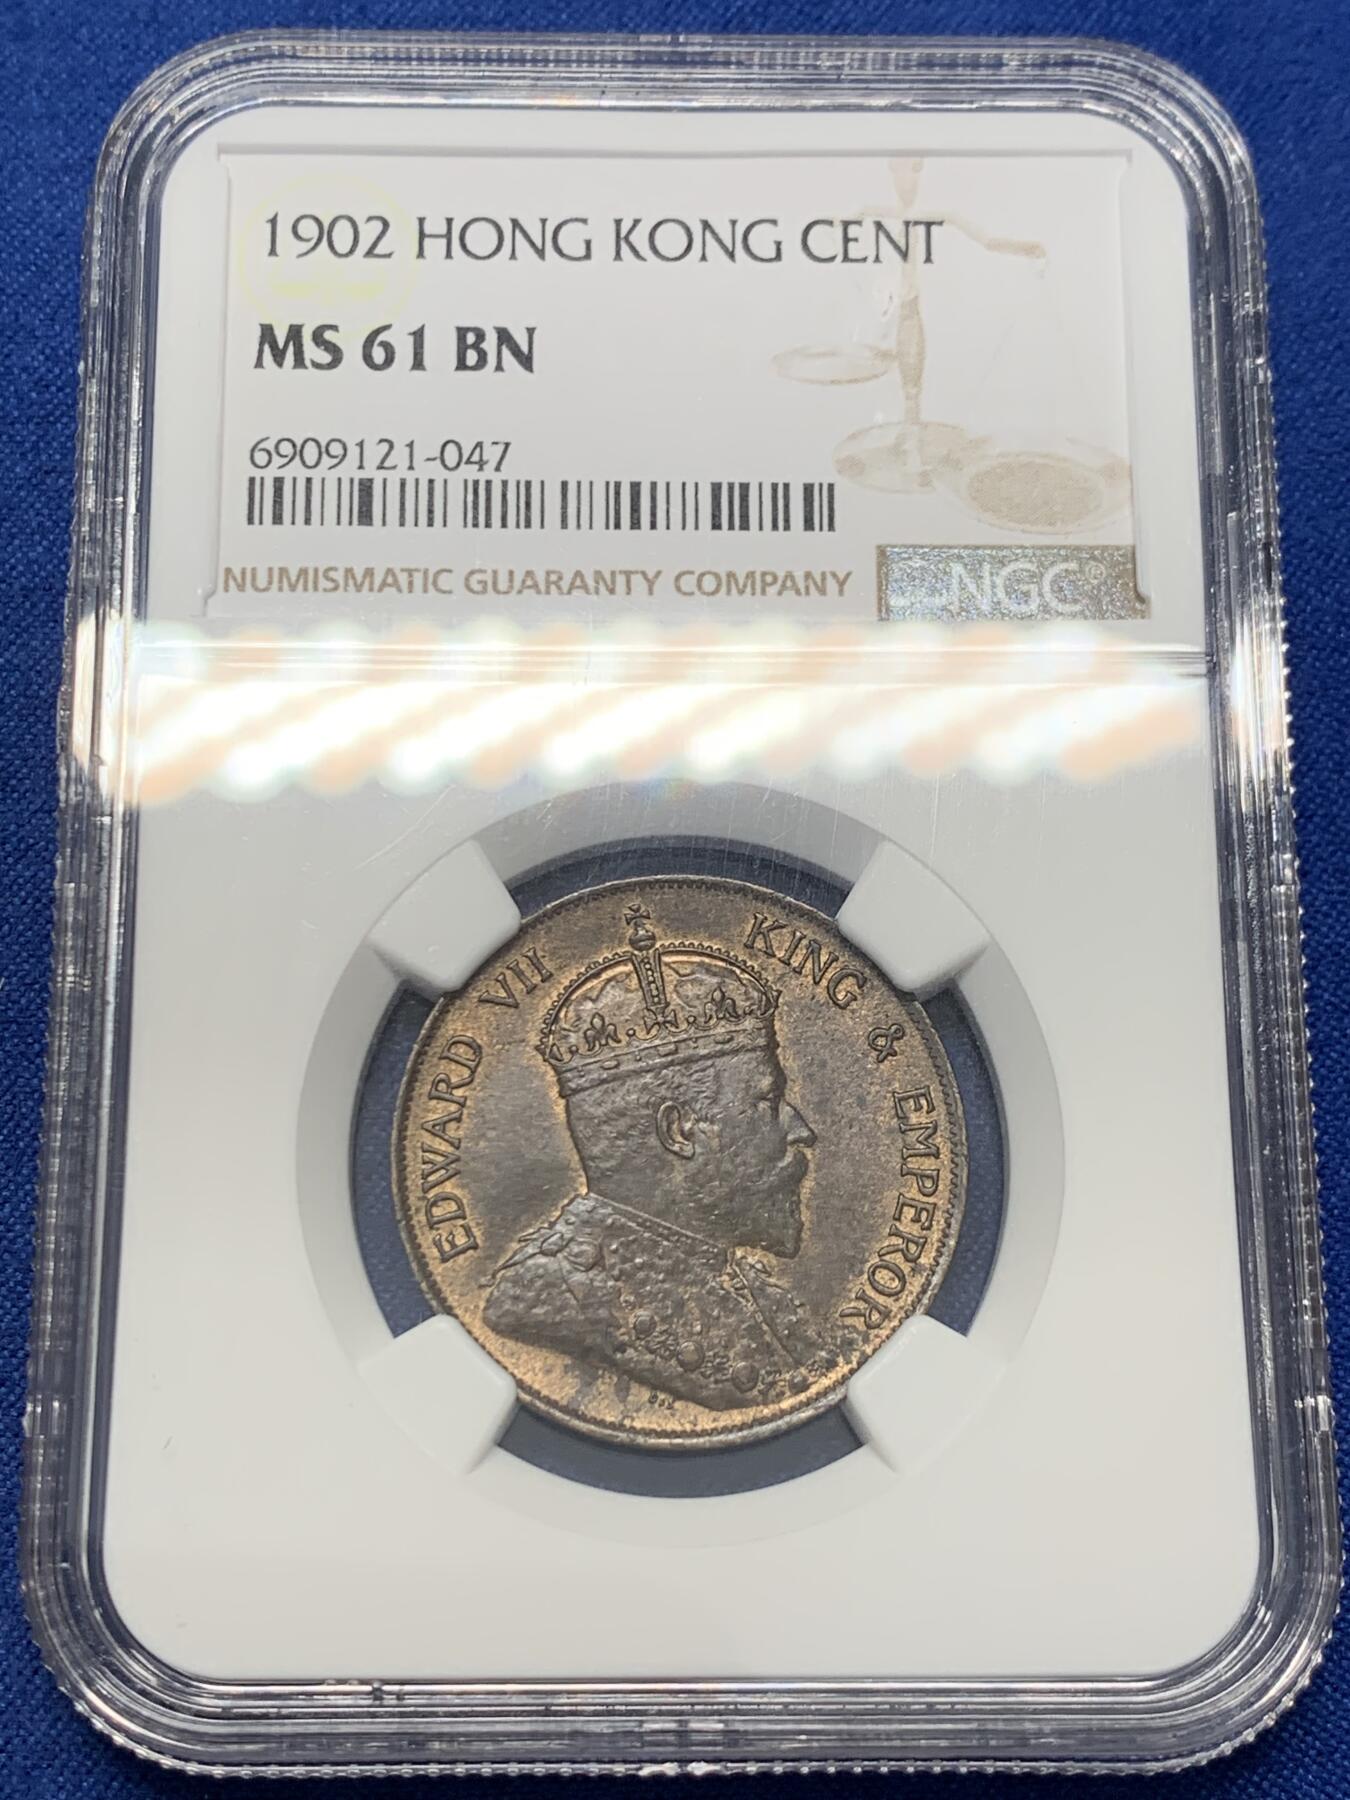 1902 HONG KONG CENT
MS 61 BN
6909121-047
NUMISMATIC GUARANTY COMPANY
NGC®
EDWARD VII KING & EMPEROR